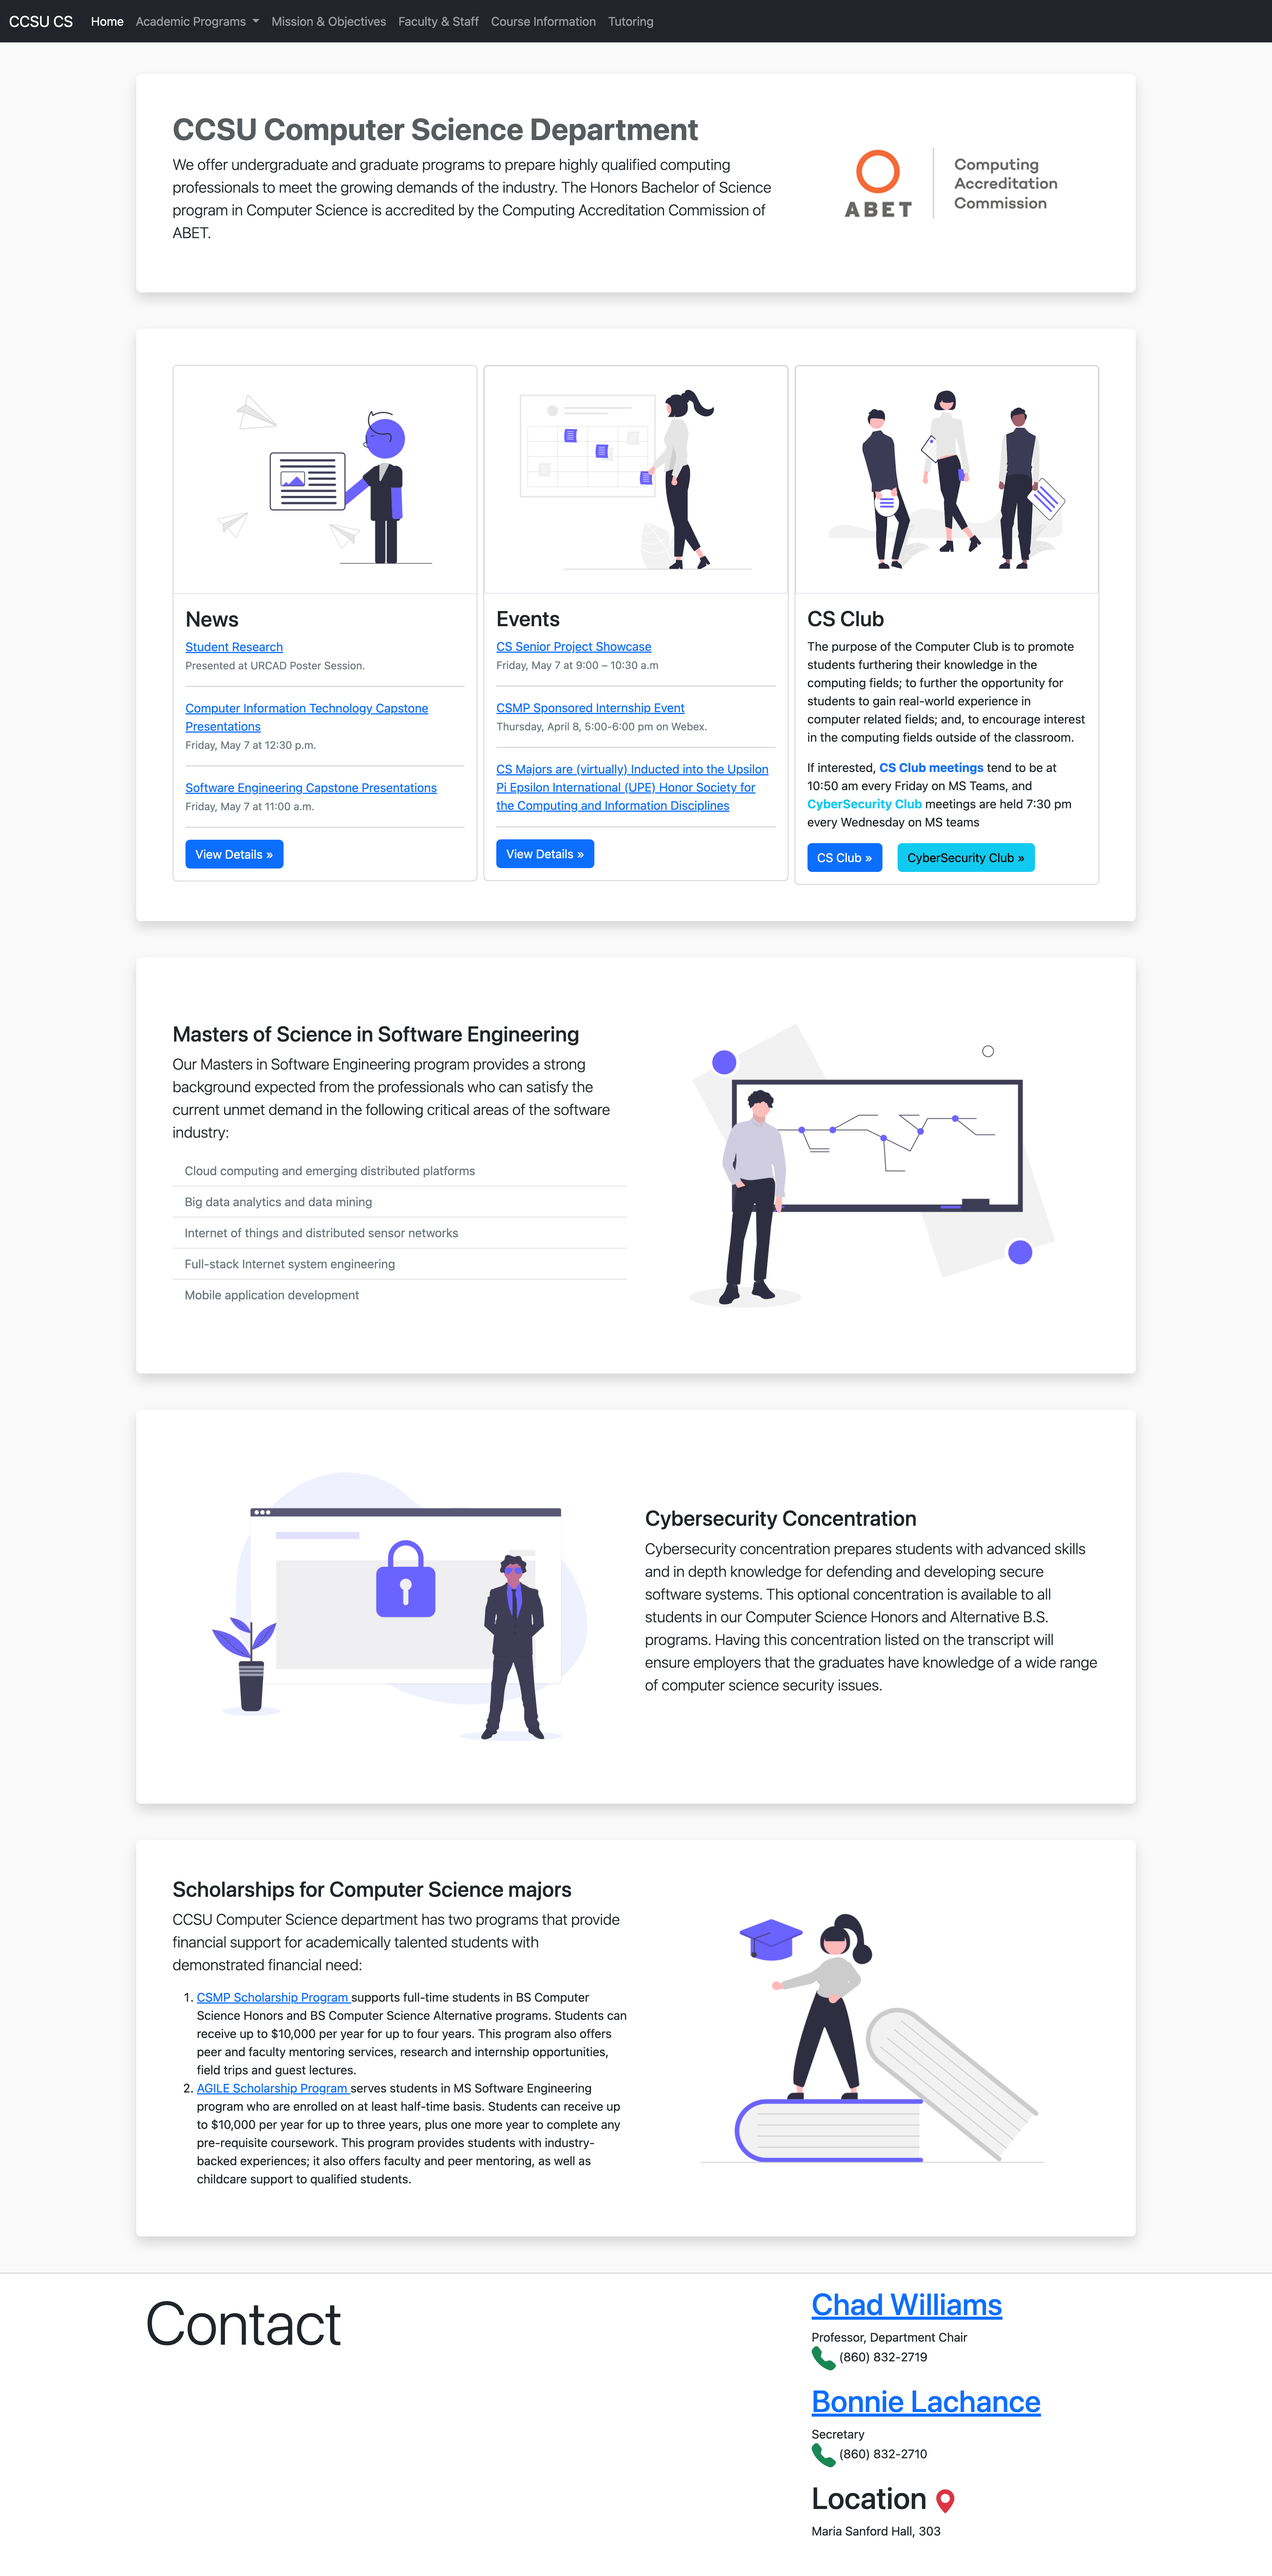 CCSU CS Home Academic Programs Mission & Objectives Faculty & Staff Course Information Tutoring
CCSU Computer Science Department
We offer undergraduate and graduate programs to prepare highly qualified computing
professionals to meet the growing demands of the industry. The Honors Bachelor of Science
program in Computer Science is accredited by the Computing Accreditation Commission of
ABET.
ABET
Computing
Accreditation
Commission
News
Student Research
Presented at URCAD Poster Session.
Computer Information Technology Capstone
Presentations
Friday, May 7 at 12:30 p.m.
Software Engineering Capstone Presentations
Friday, May 7 at 11:00 a.m.
View Details »
Events
CS Senior Project Showcase
Friday, May 7 at 9:00 – 10:30 a.m
CSMP Sponsored Internship Event
Thursday, April 8, 5:00-6:00 pm on Webex.
CS Majors are (virtually) Inducted into the Upsilon
Pi Epsilon International (UPE) Honor Society for
the Computing and Information Disciplines
View Details »
CS Club
The purpose of the Computer Club is to promote
students furthering their knowledge in the
computing fields; to further the opportunity for
students to gain real-world experience in
computer related fields; and, to encourage interest
in the computing fields outside of the classroom.
If interested, CS Club meetings tend to be at
10:50 am every Friday on MS Teams, and
CyberSecurity Club meetings are held 7:30 pm
every Wednesday on MS teams
CS Club » CyberSecurity Club »
Masters of Science in Software Engineering
Our Masters in Software Engineering program provides a strong
background expected from the professionals who can satisfy the
current unmet demand in the following critical areas of the software
industry:
Cloud computing and emerging distributed platforms
Big data analytics and data mining
Internet of things and distributed sensor networks
Full-stack Internet system engineering
Mobile application development
Cybersecurity Concentration
Cybersecurity concentration prepares students with advanced skills
and in depth knowledge for defending and developing secure
software systems. This optional concentration is available to all
students in our Computer Science Honors and Alternative B.S.
programs. Having this concentration listed on the transcript will
ensure employers that the graduates have knowledge of a wide range
of computer science security issues.
Scholarships for Computer Science majors
CCSU Computer Science department has two programs that provide
financial support for academically talented students with
demonstrated financial need:
1. CSMP Scholarship Program supports full-time students in BS Computer
Science Honors and BS Computer Science Alternative programs. Students can
receive up to $10,000 per year for up to four years. This program also offers
peer and faculty mentoring services, research and internship opportunities,
field trips and guest lectures.
2. AGILE Scholarship Program serves students in MS Software Engineering
program who are enrolled on at least half-time basis. Students can receive up
to $10,000 per year for up to three years, plus one more year to complete any
pre-requisite coursework. This program provides students with industry-
backed experiences; it also offers faculty and peer mentoring, as well as
childcare support to qualified students.
Contact
Chad Williams
Professor, Department Chair
(860) 832-2719
Bonnie Lachance
Secretary
(860) 832-2710
Location
Maria Sanford Hall, 303